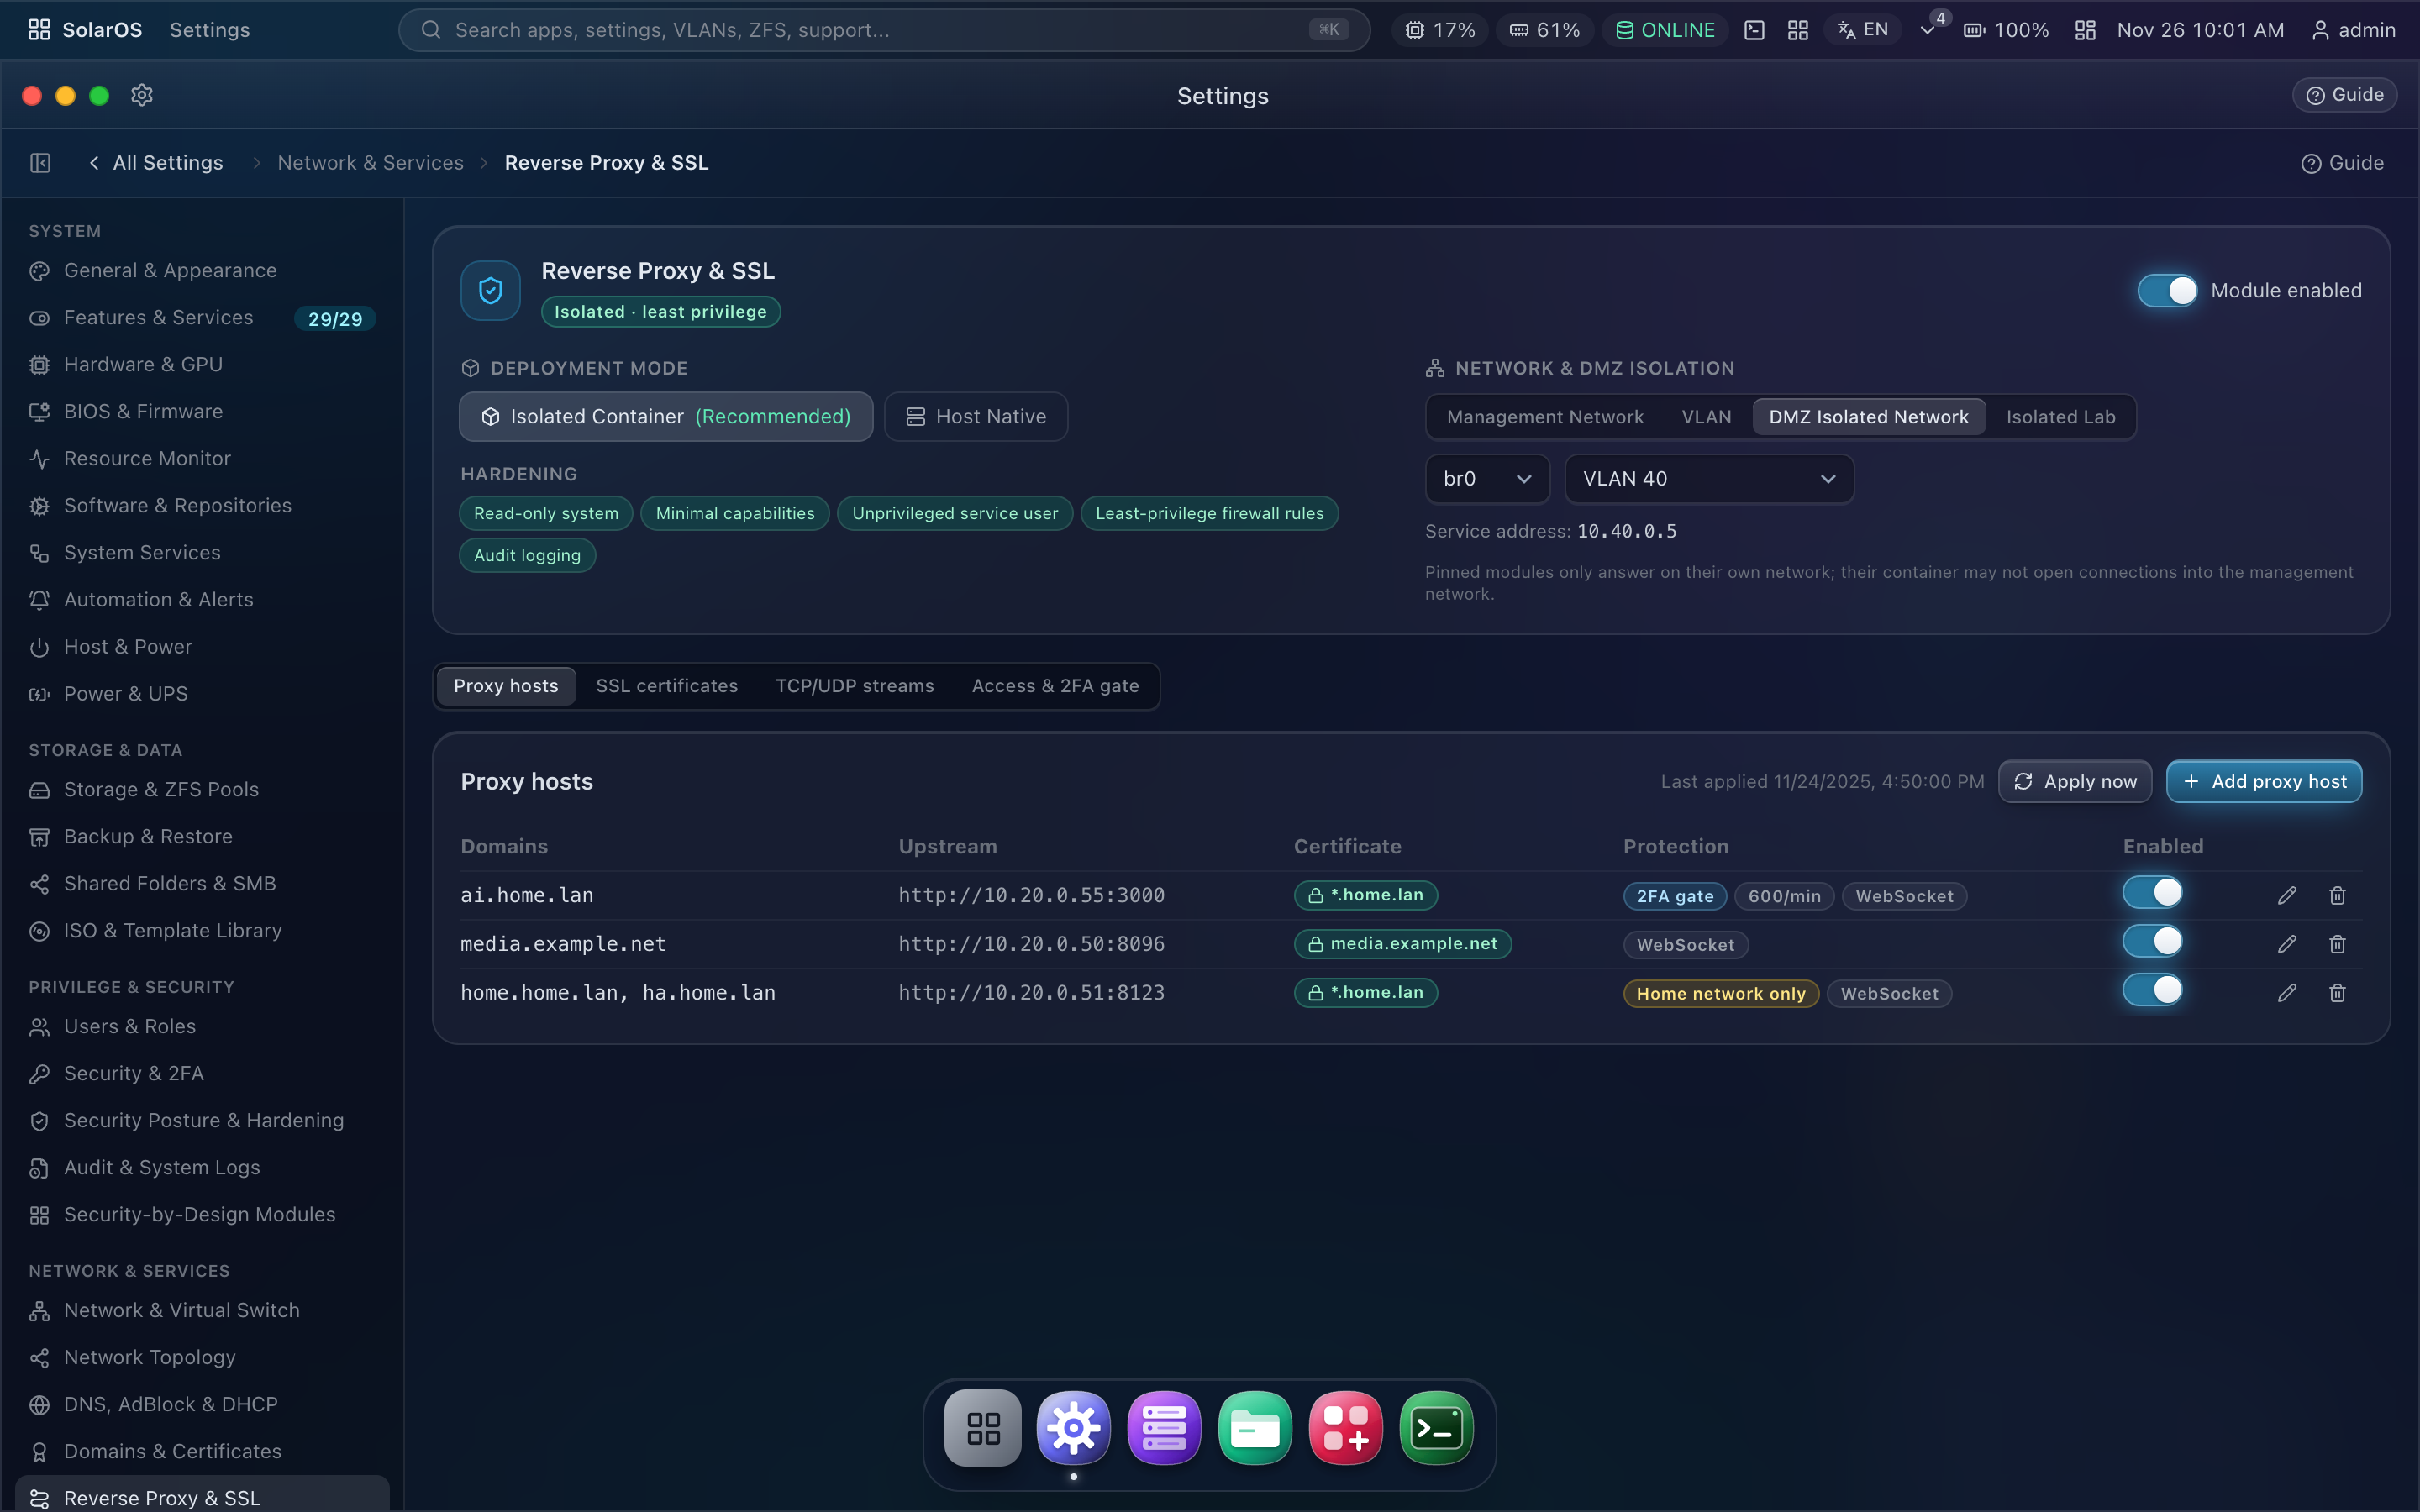 SolarOS Settings Search apps, settings, VLANs, ZFS, support... ⌘K 17% 61% ONLINE EN 4 100% Nov 26 10:01 AM admin
Settings Guide
All Settings Network & Services Reverse Proxy & SSL Guide
SYSTEM
General & Appearance
Features & Services 29/29
Hardware & GPU
BIOS & Firmware
Resource Monitor
Software & Repositories
System Services
Automation & Alerts
Host & Power
Power & UPS
STORAGE & DATA
Storage & ZFS Pools
Backup & Restore
Shared Folders & SMB
ISO & Template Library
PRIVILEGE & SECURITY
Users & Roles
Security & 2FA
Security Posture & Hardening
Audit & System Logs
Security-by-Design Modules
NETWORK & SERVICES
Network & Virtual Switch
Network Topology
DNS, AdBlock & DHCP
Domains & Certificates
Reverse Proxy & SSL
Reverse Proxy & SSL
Isolated · least privilege
Module enabled
DEPLOYMENT MODE
Isolated Container (Recommended) Host Native
HARDENING
Read-only system Minimal capabilities Unprivileged service user Least-privilege firewall rules
Audit logging
NETWORK & DMZ ISOLATION
Management Network VLAN DMZ Isolated Network Isolated Lab
br0 VLAN 40
Service address: 10.40.0.5
Pinned modules only answer on their own network; their container may not open connections into the management
network.
Proxy hosts SSL certificates TCP/UDP streams Access & 2FA gate
Proxy hosts Last applied 11/24/2025, 4:50:00 PM Apply now Add proxy host
Domains Upstream Certificate Protection Enabled
ai.home.lan http://10.20.0.55:3000 *.home.lan 2FA gate 600/min WebSocket
media.example.net http://10.20.0.50:8096 media.example.net WebSocket
home.home.lan, ha.home.lan http://10.20.0.51:8123 *.home.lan Home network only WebSocket